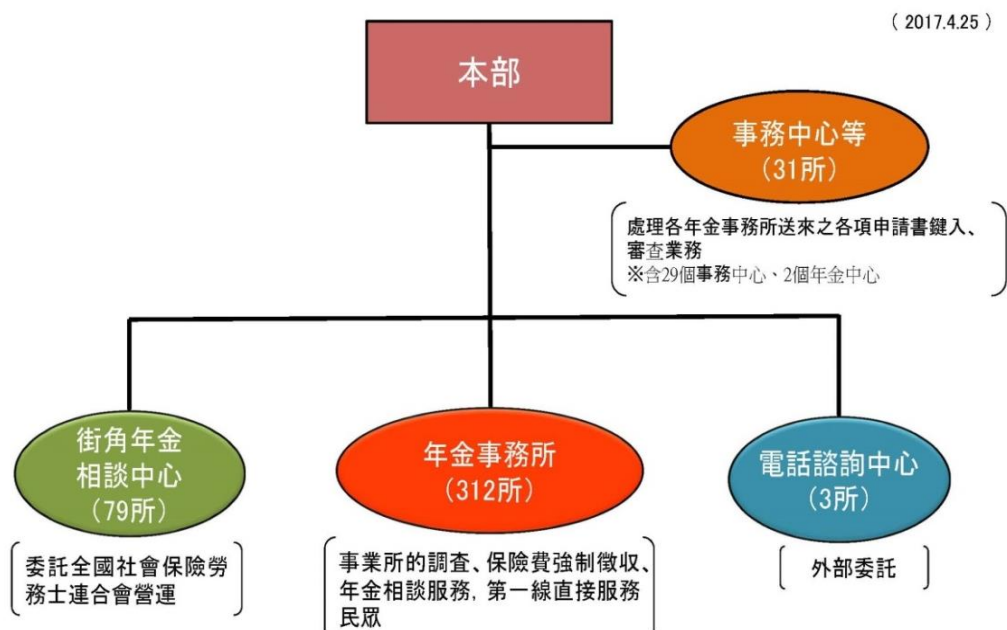 ( 2017.4.25 )
本部
事務中心等
(31所)
處理各年金事務所送來之各項申請書鍵入、
審查業務
※含29個事務中心、2個年金中心
街角年金
相談中心
(79所)
年金事務所
(312所)
電話諮詢中心
(3所)
委託全國社會保險勞
務士連合會營運
事業所的調查、保險費強制徵収、
年金相談服務, 第一線直接服務
民眾
外部委託